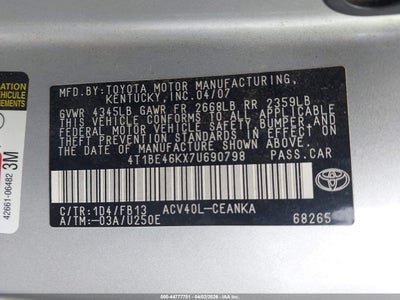 MFD.BY:TOYOTA MOTOR MANUFACTURING,
KENTUCKY,INC.04/07
GVWR 4345LB GAWR FR 2668LB RR 2359LB
THIS VEHICLE CONFORMS TO ALL APPLICABLE
FEDERAL MOTOR VEHICLE SAFETY, BUMPER, AND
THEFT PREVENTION STANDARDS IN EFFECT ON
THE DATE OF MANUFACTURE SHOWN ABOVE.
4T1BE46KX7U690798 PASS.CAR
C/TR:1D4/FB13 ACV40L-CEANKA
A/TM:-03A/U250E
68265
TOYOTA
42661-06482
3M